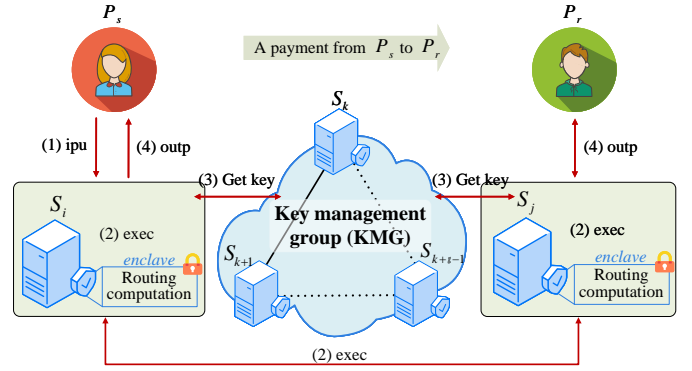 P_s
P_r
A payment from P_s to P_r
S_k
(1) ipu
(4) outp
(4) outp
(3) Get key
(3) Get key
S_i
S_j
Key management
group (KMG)
(2) exec
(2) exec
S_{k+1}
S_{k+s-1}
enclave
Routing
computation
enclave
Routing
computation
(2) exec